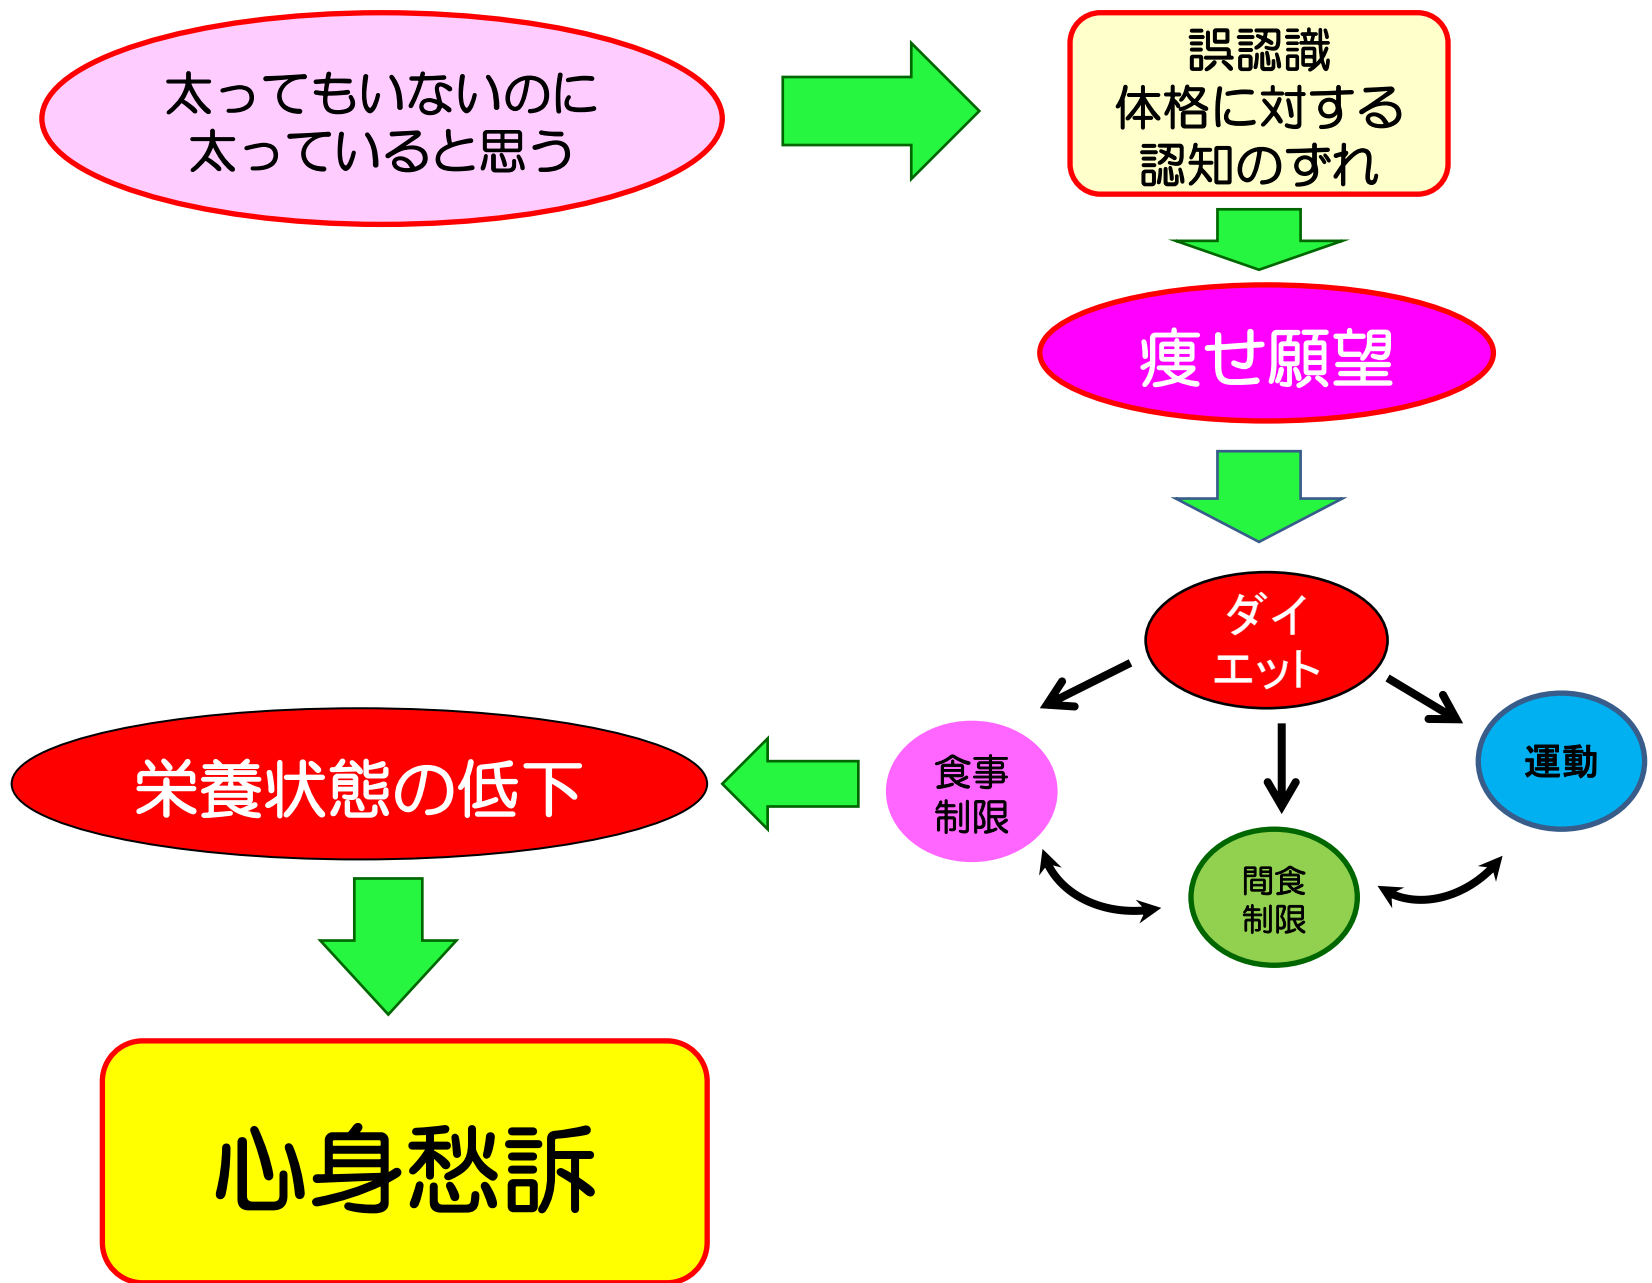 太ってもいないのに
太っていると思う
誤認識
体格に対する
認知のずれ
痩せ願望
ダイ
エット
運動
食事
制限
間食
制限
栄養状態の低下
心身愁訴